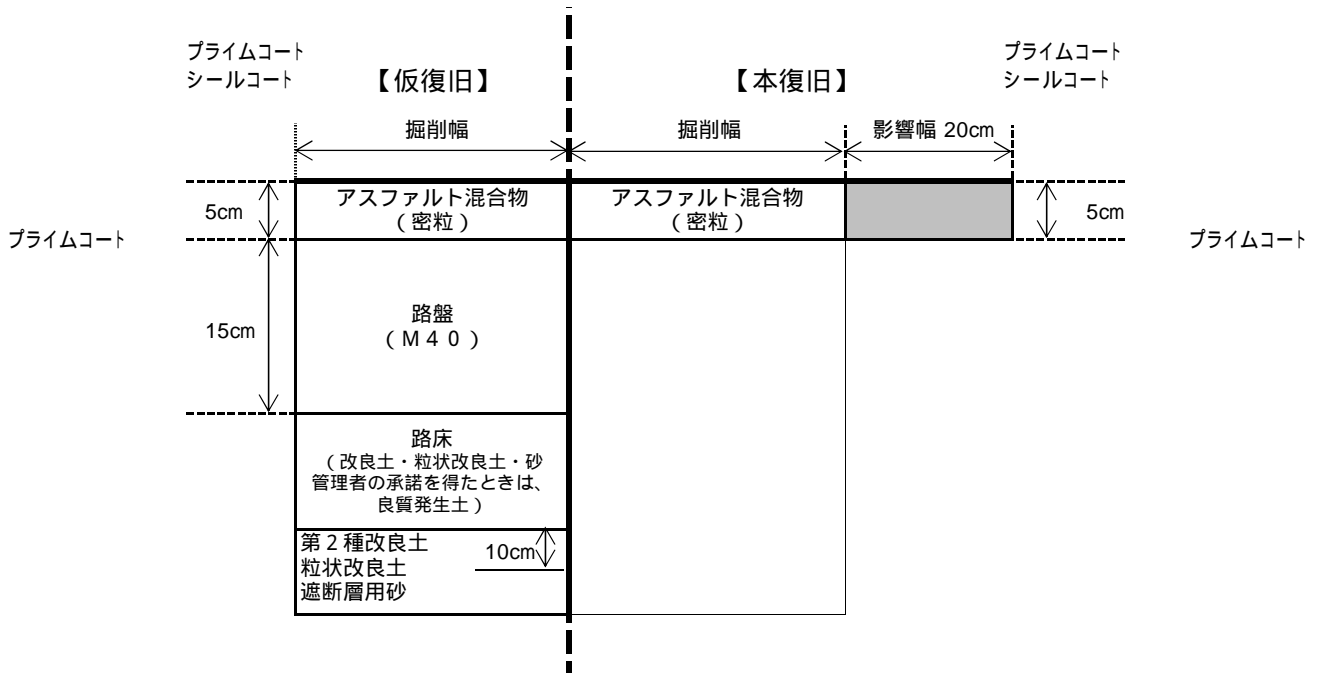 プライムコート
シールコート
【仮復旧】
【本復旧】
プライムコート
シールコート
掘削幅
掘削幅
影響幅 20cm
5cm
アスファルト混合物
（密粒）
アスファルト混合物
（密粒）
5cm
プライムコート
プライムコート
15cm
路盤
（Ｍ４０）
路床
（改良土・粒状改良土・砂
管理者の承諾を得たときは、
良質発生土）
第２種改良土
粒状改良土
遮断層用砂
10cm